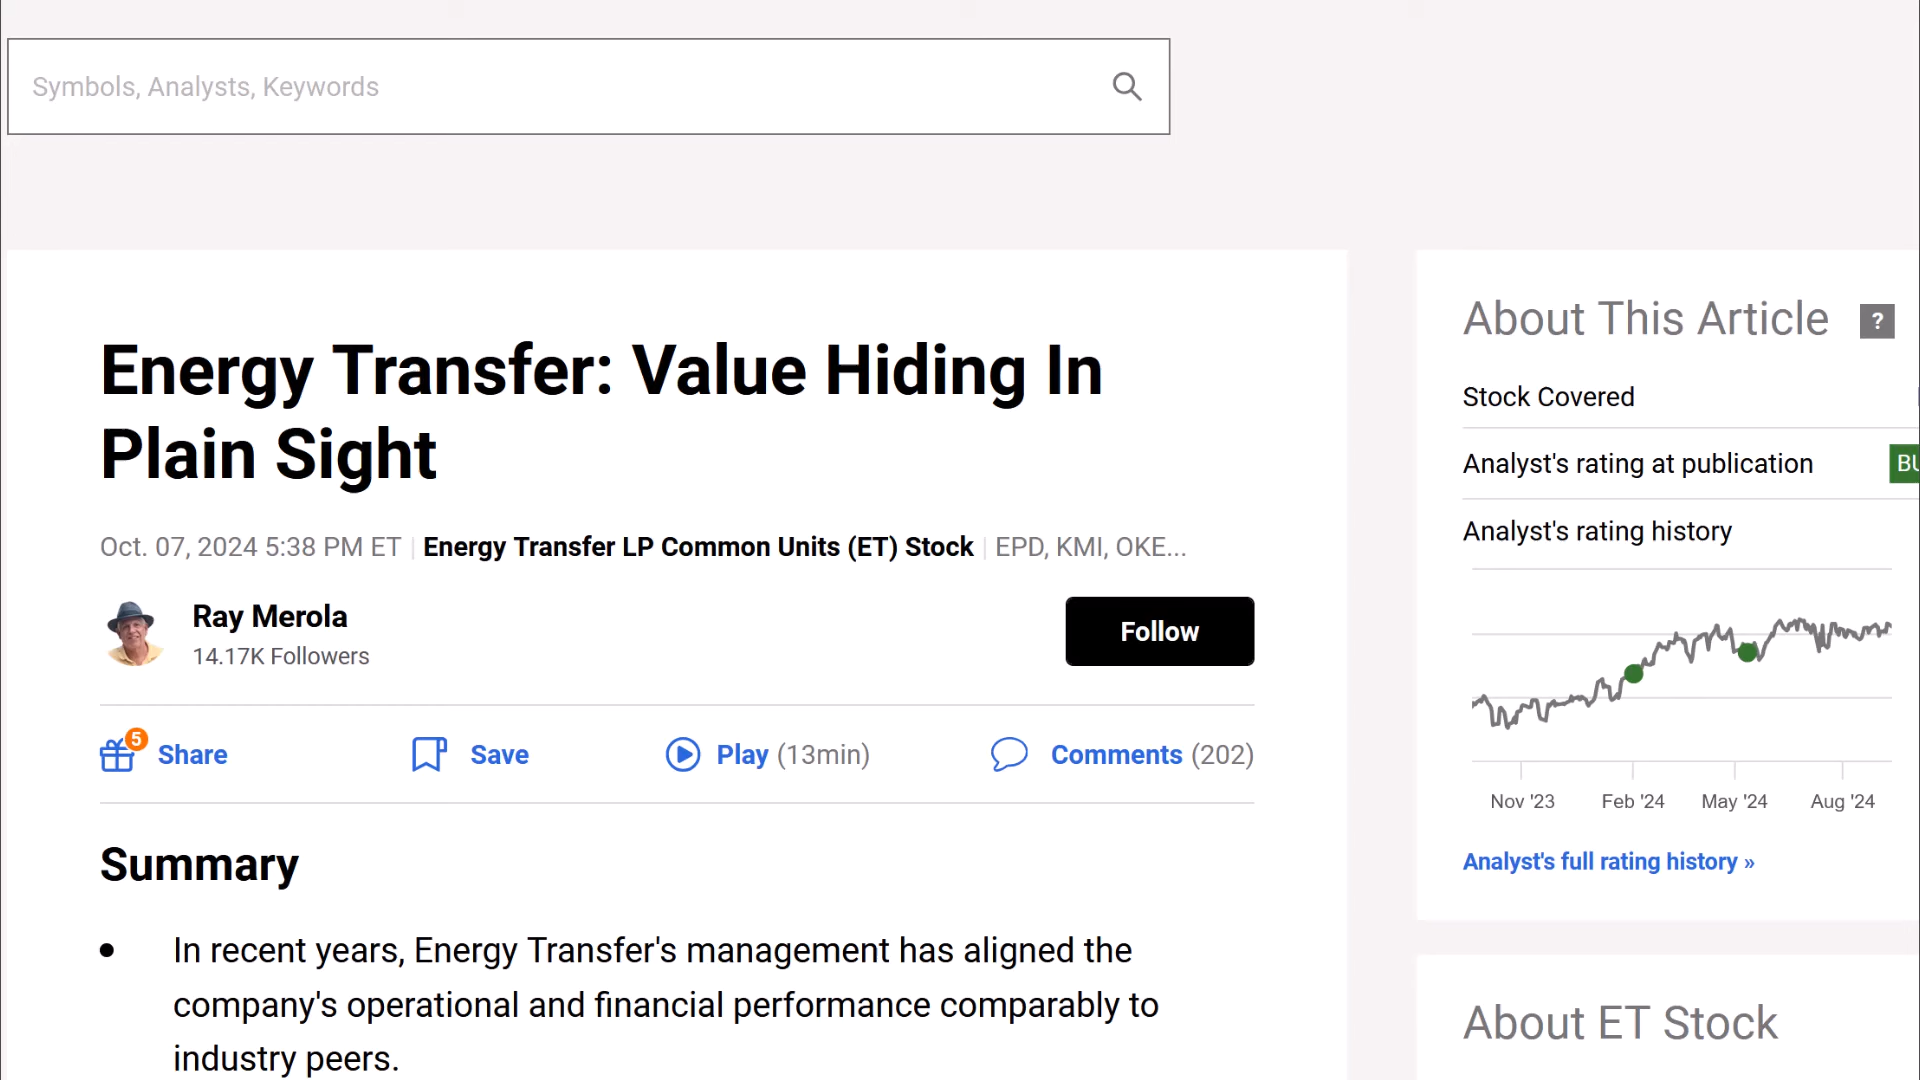 Symbols, Analysts, Keywords
Energy Transfer: Value Hiding In
Plain Sight
Oct. 07, 2024 5:38 PM ET | Energy Transfer LP Common Units (ET) Stock | EPD, KMI, OKE...
Ray Merola
14.17K Followers
Follow
5
Share
Save
Play (13min)
Comments (202)
Summary
• In recent years, Energy Transfer's management has aligned the
company's operational and financial performance comparably to
industry peers.
About This Article ?
Stock Covered
Analyst's rating at publication
Analyst's rating history
Nov '23 Feb '24 May '24 Aug '24
Analyst's full rating history »
About ET Stock